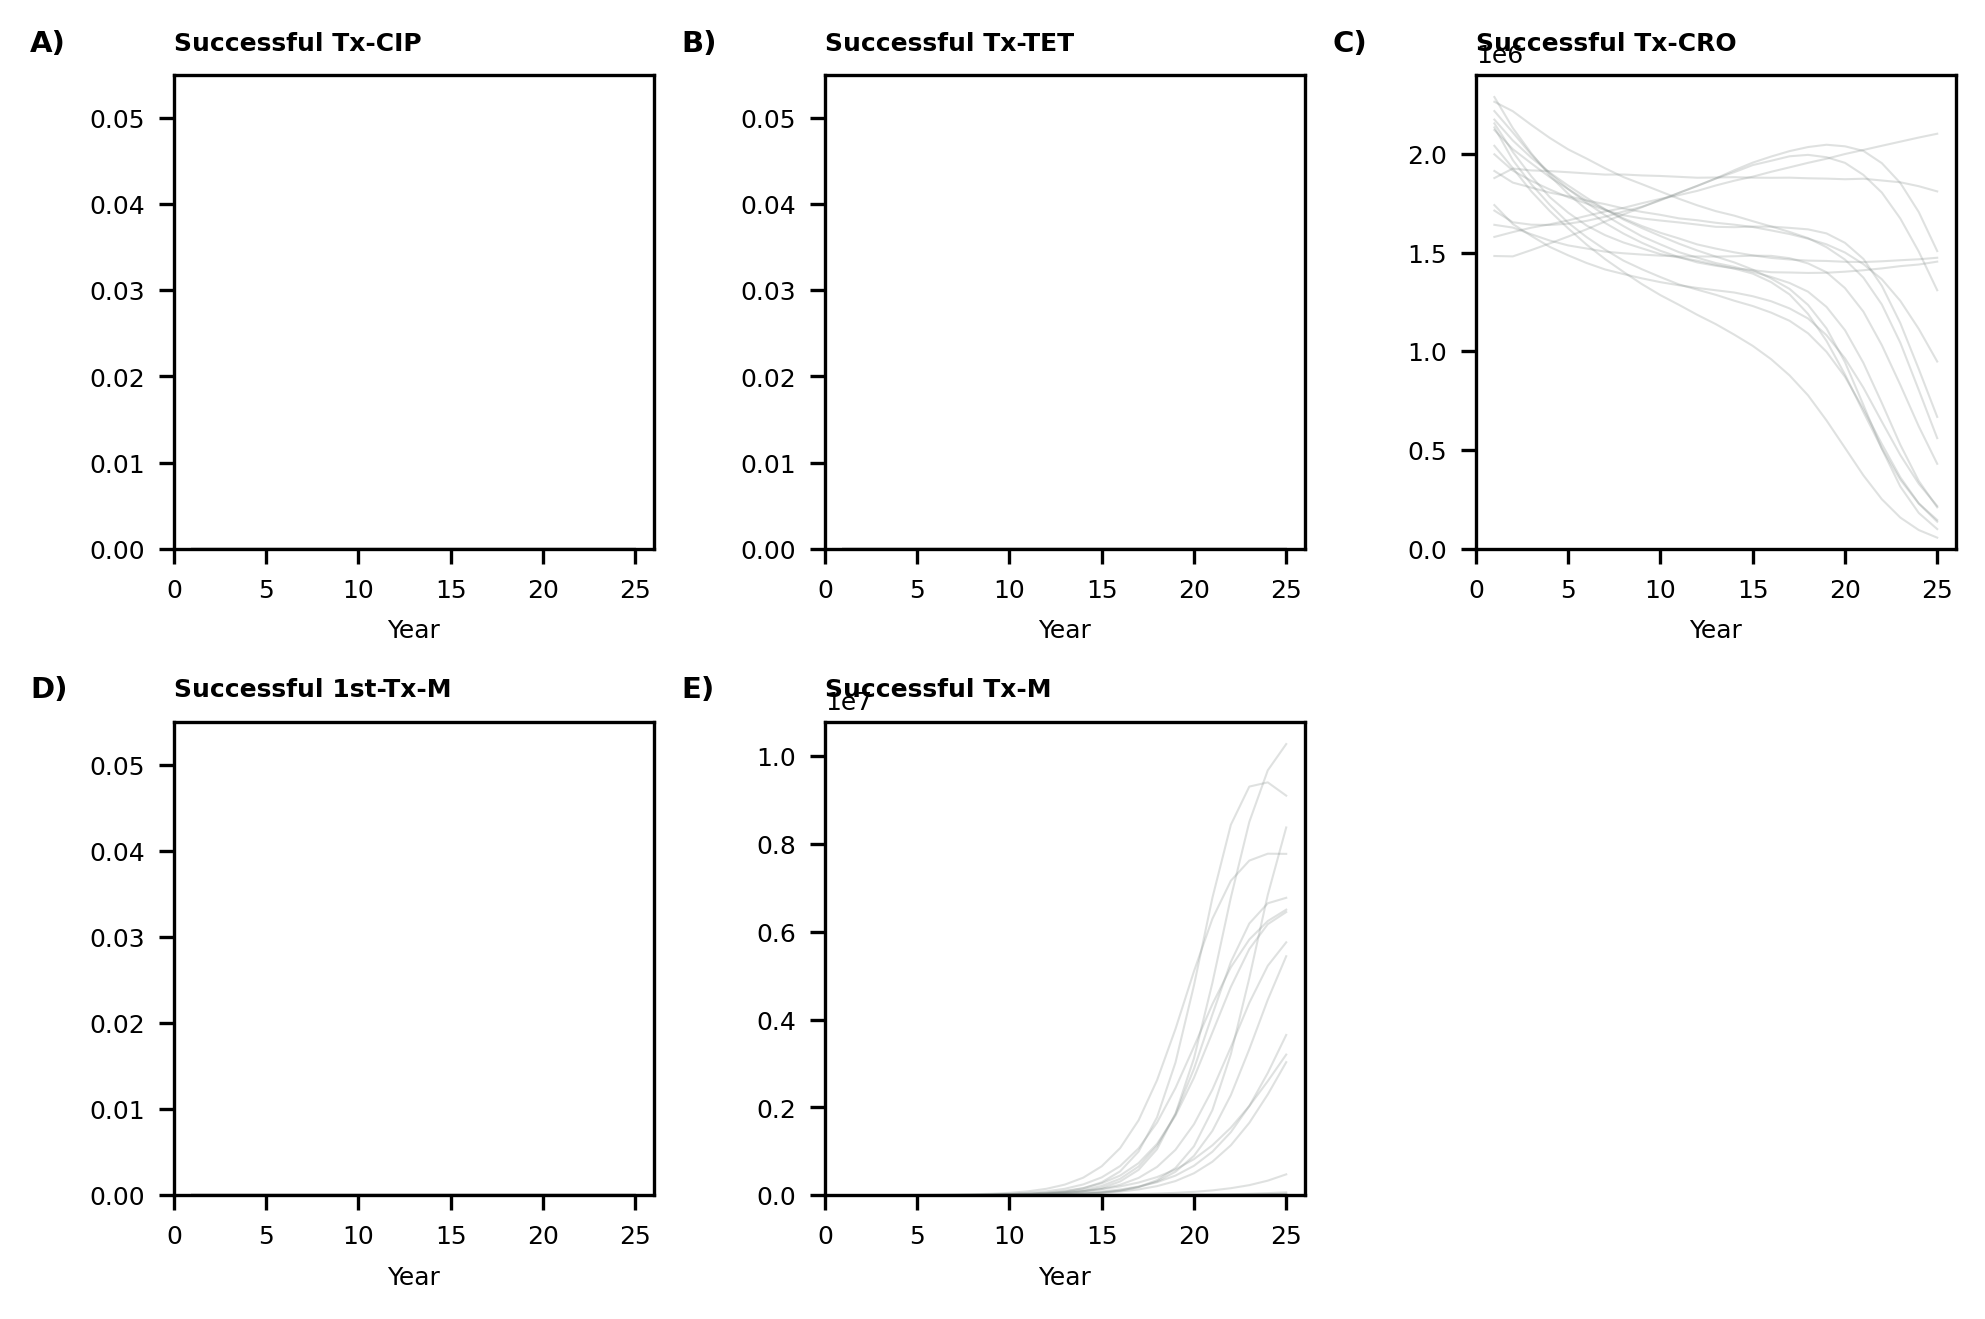 A) Successful Tx-CIP
0.05
0.04
0.03
0.02
0.01
0.00
0 5 10 15 20 25
Year
B) Successful Tx-TET
0.05
0.04
0.03
0.02
0.01
0.00
0 5 10 15 20 25
Year
C) Successful Tx-CRO
1e6
2.0
1.5
1.0
0.5
0.0
0 5 10 15 20 25
Year
D) Successful 1st-Tx-M
0.05
0.04
0.03
0.02
0.01
0.00
0 5 10 15 20 25
Year
E) Successful Tx-M
1e7
1.0
0.8
0.6
0.4
0.2
0.0
0 5 10 15 20 25
Year